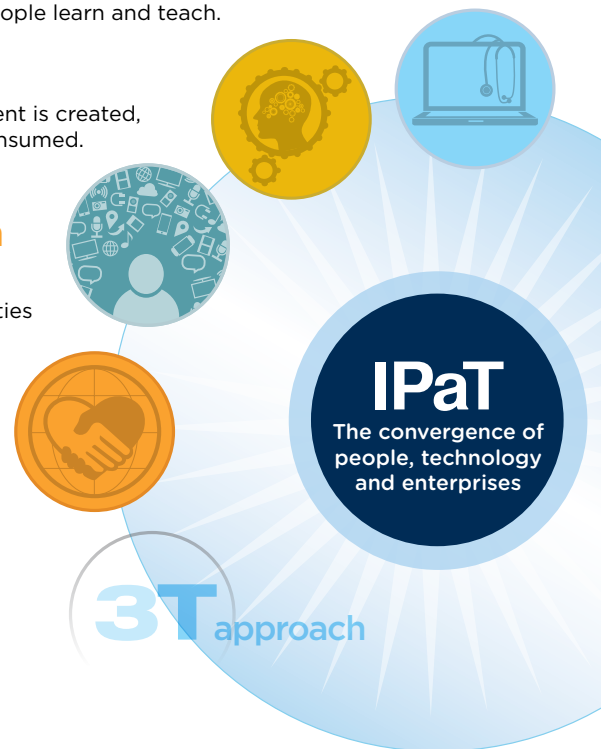 ople learn and teach.
ent is created,
nsumed.
ties
IPaT
The convergence of
people, technology
and enterprises
3T approach